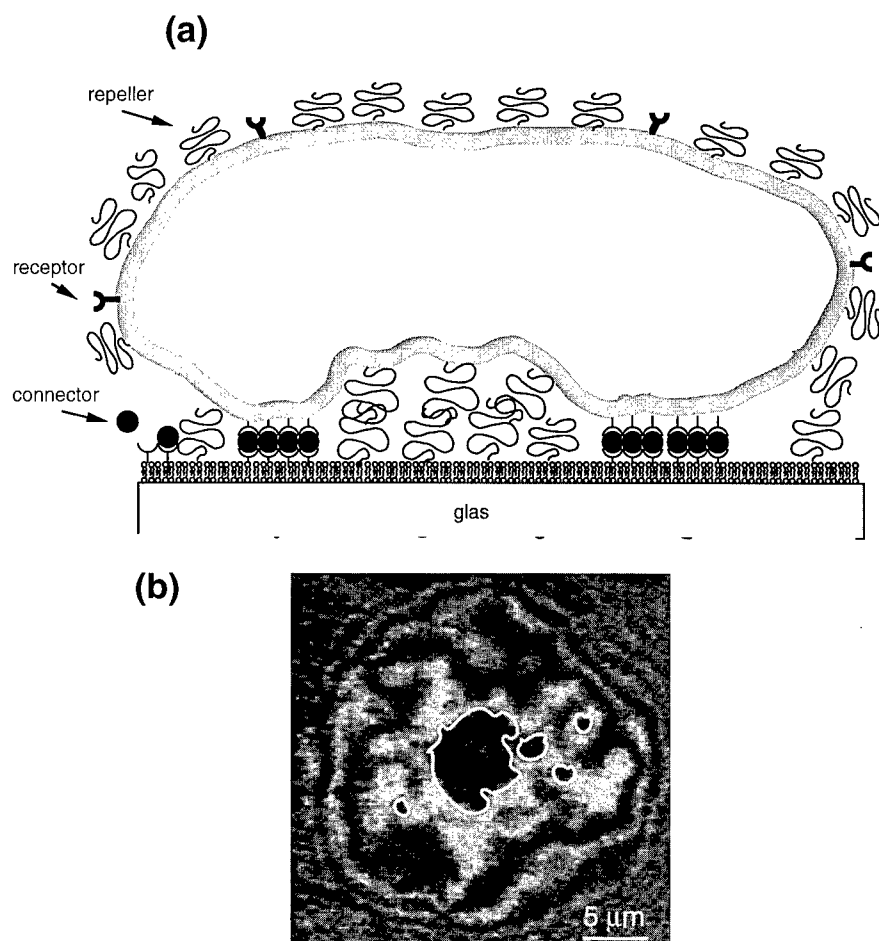 (a)
repeller
receptor
connector
glas
(b)
5 μm